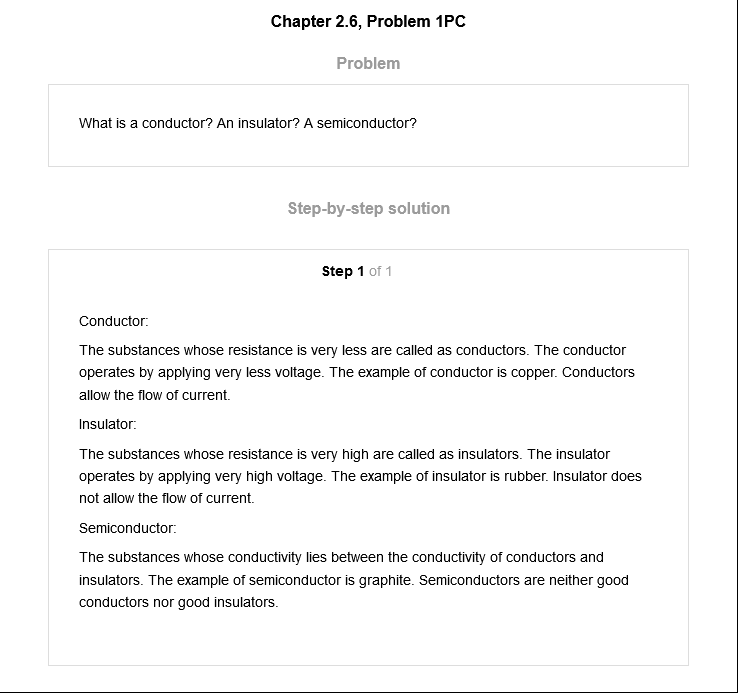 Chapter 2.6, Problem 1PC
Problem
What is a conductor? An insulator? A semiconductor?
Step-by-step solution
Step 1 of 1
Conductor:
The substances whose resistance is very less are called as conductors. The conductor
operates by applying very less voltage. The example of conductor is copper. Conductors
allow the flow of current.
Insulator:
The substances whose resistance is very high are called as insulators. The insulator
operates by applying very high voltage. The example of insulator is rubber. Insulator does
not allow the flow of current.
Semiconductor:
The substances whose conductivity lies between the conductivity of conductors and
insulators. The example of semiconductor is graphite. Semiconductors are neither good
conductors nor good insulators.